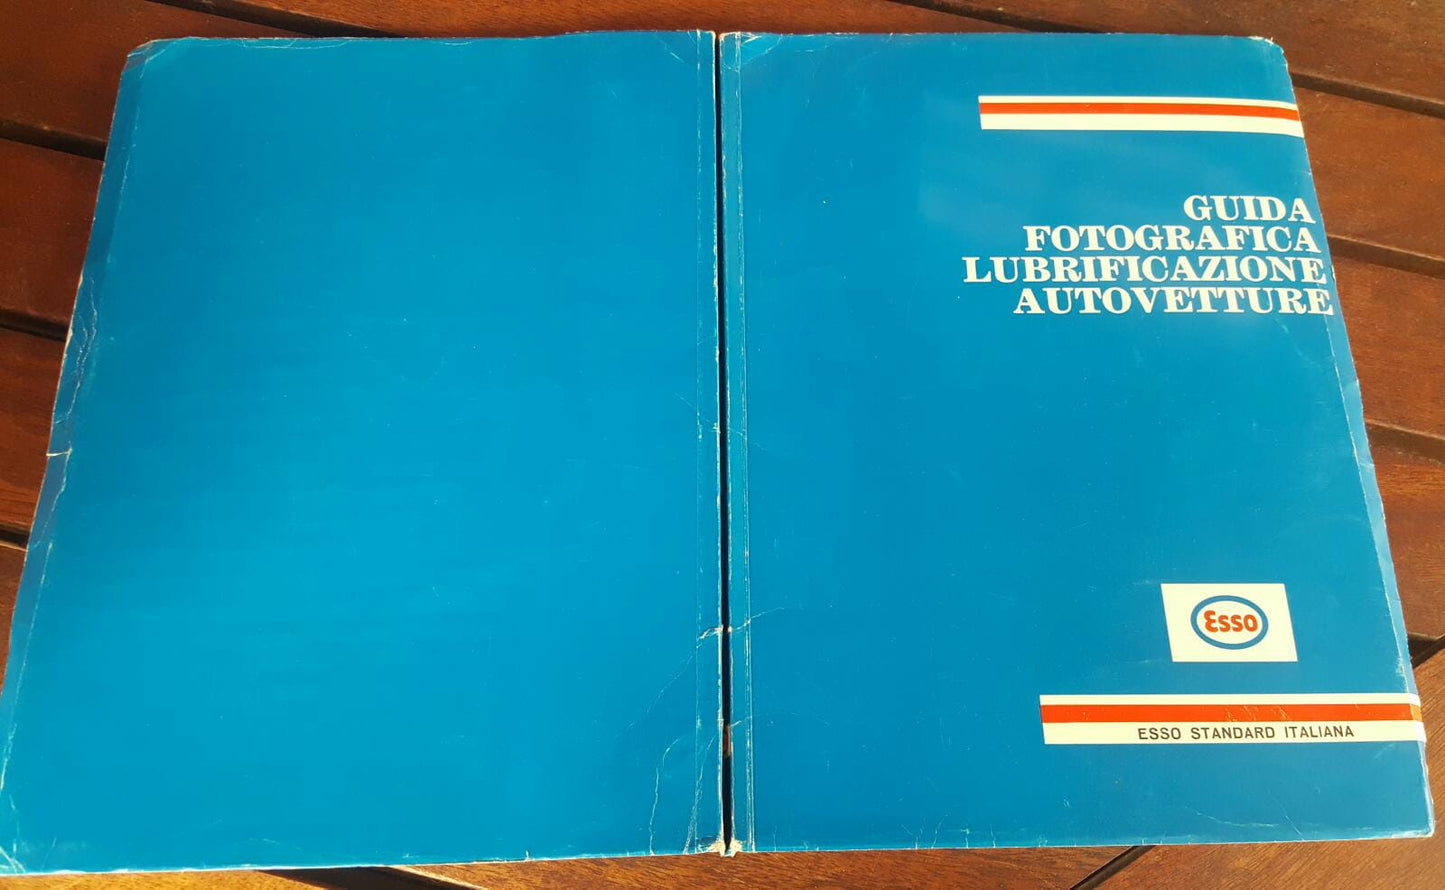 GUIDA
FOTOGRAFICA
LUBRIFICAZIONE
AUTOVETTURE
Esso
ESSO STANDARD ITALIANA